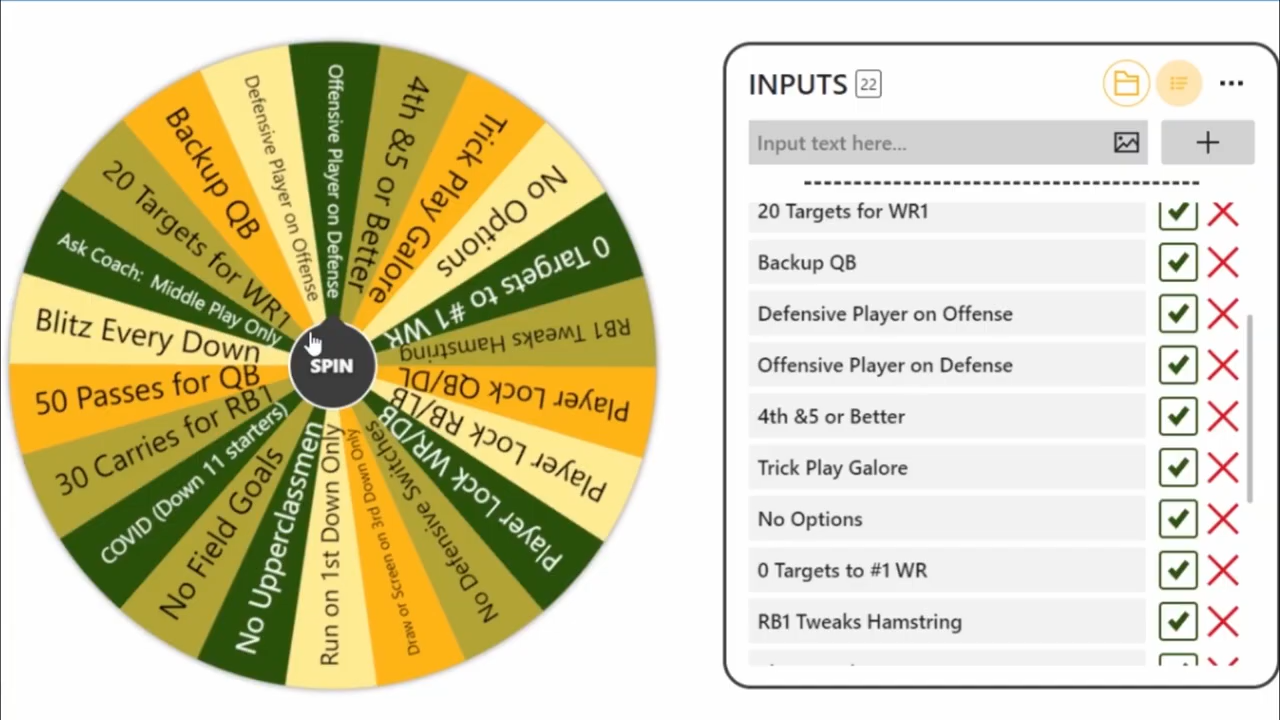 Offensive Player on Defense
4th &5 or Better
Trick Play Galore
No Options
0 Targets to #1 WR
RB1 Tweaks Hamstring
Player Lock QB/DL
Player Lock RB/LB
Player Lock WR/DB
No Defensive Switches
Draw or Screen on 3rd Down Only
Run on 1st Down Only
No Upperclassmen
No Field Goals
COVID (Down 11 starters)
30 Carries for RB1
50 Passes for QB
Blitz Every Down
Ask Coach: Middle Play Only
20 Targets for WR1
Backup QB
Defensive Player on Offense
SPIN
INPUTS 22
Input text here...
20 Targets for WR1
Backup QB
Defensive Player on Offense
Offensive Player on Defense
4th &5 or Better
Trick Play Galore
No Options
0 Targets to #1 WR
RB1 Tweaks Hamstring